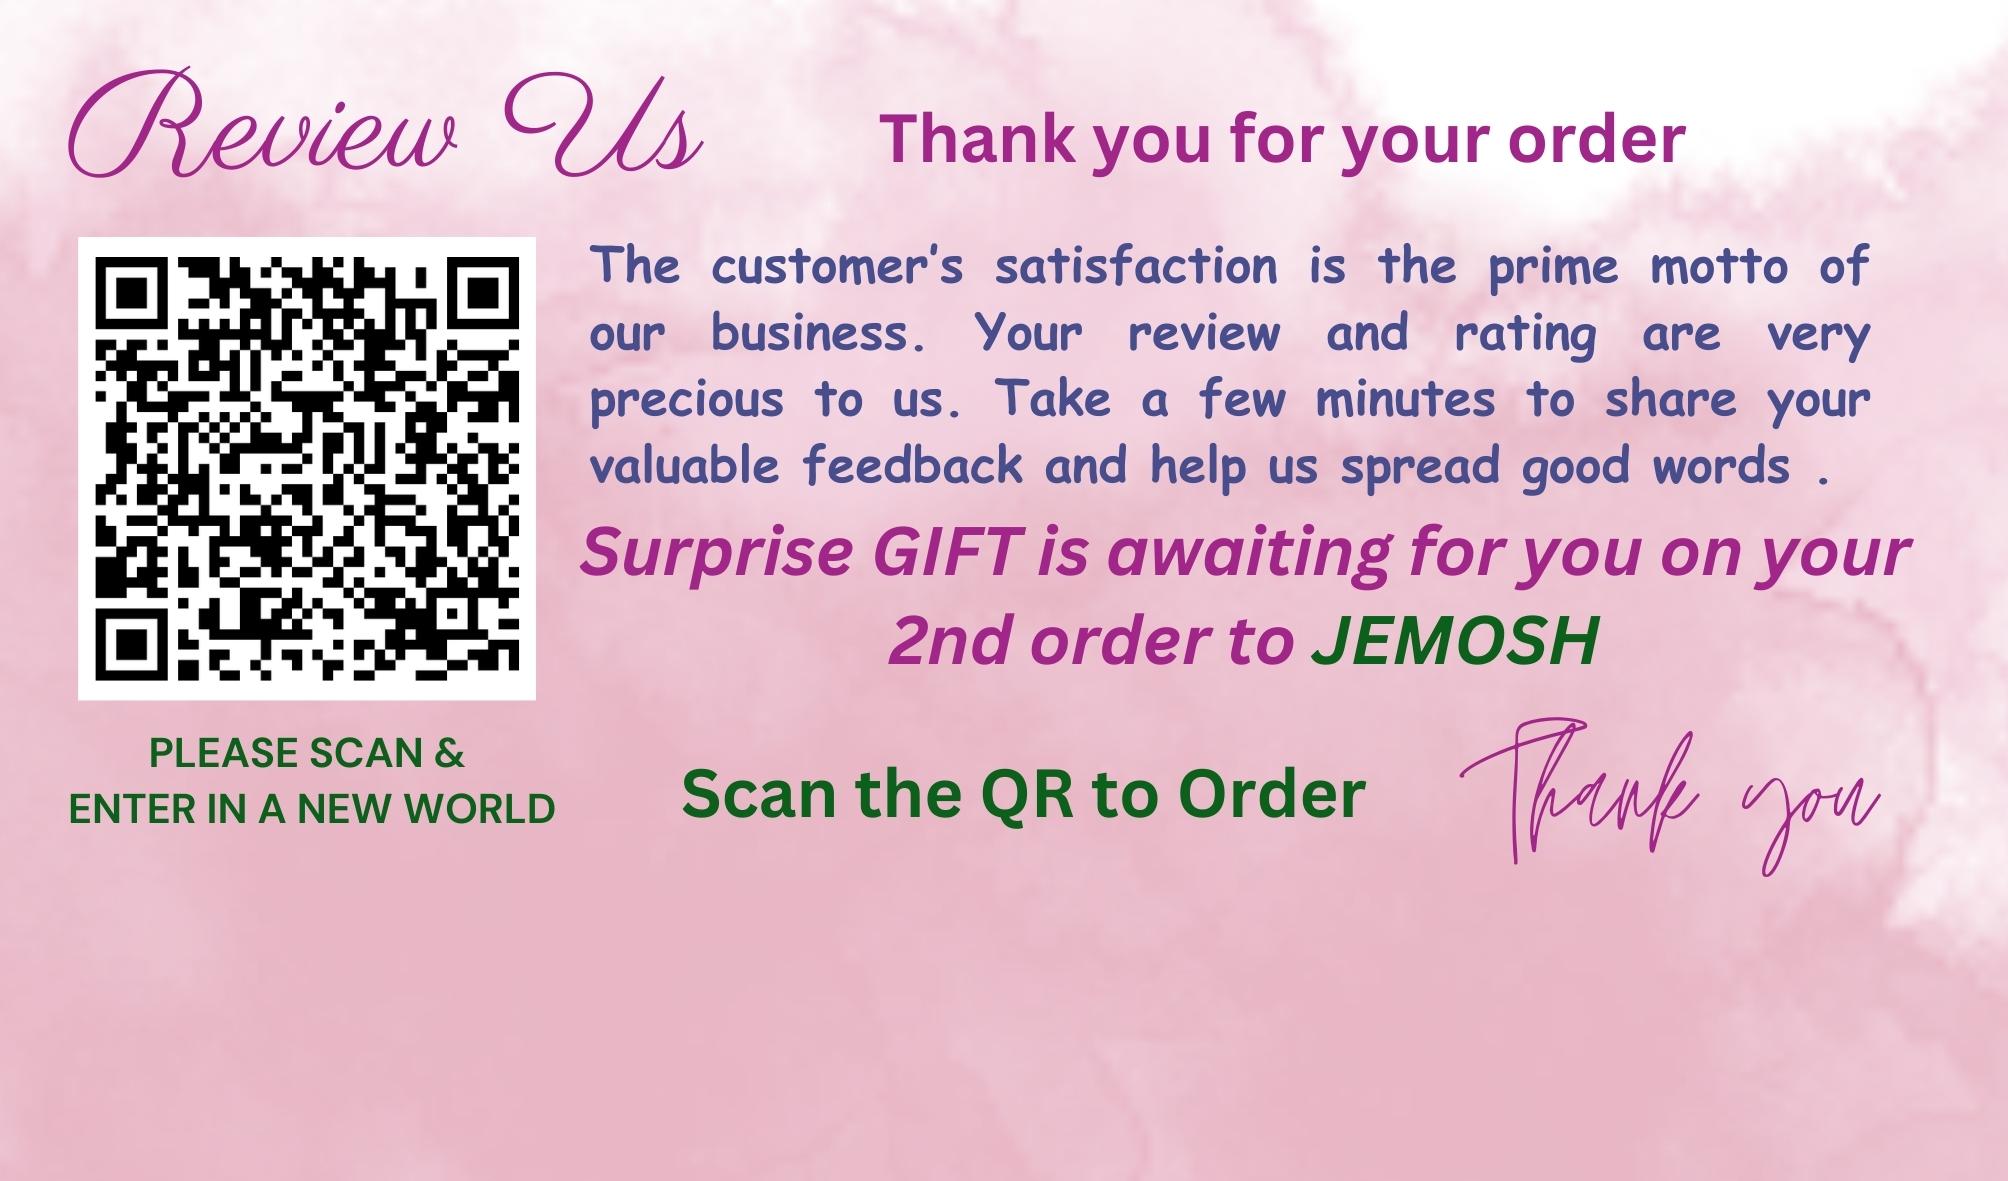 Review Us
Thank you for your order
The customer's satisfaction is the prime motto of
our business. Your review and rating are very
precious to us. Take a few minutes to share your
valuable feedback and help us spread good words .
Surprise GIFT is awaiting for you on your
2nd order to JEMOSH
PLEASE SCAN &
ENTER IN A NEW WORLD
Scan the QR to Order
Thank you